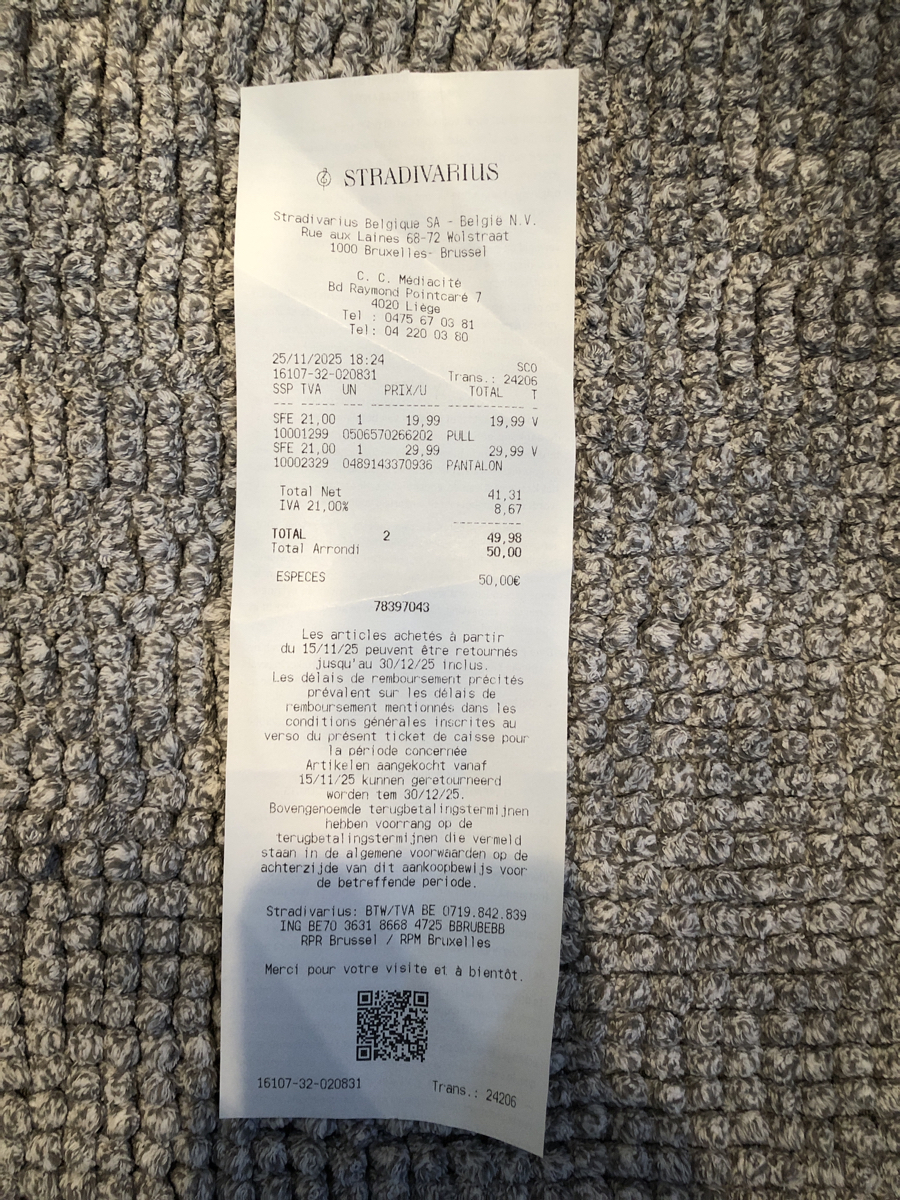 STRADIVARIUS
Stradivarius Belgique SA - België N.V.
Rue aux Laines 68-72 Wolstraat
1000 Bruxelles- Brussel
C. C. Médiacité
Bd Raymond Pointcaré 7
4020 Liège
Tel : 0475 67 03 81
Tel: 04 220 03 80
25/11/2025 18:24 SCO
16107-32-020831 Trans.: 24206
SSP TVA UN PRIX/U TOTAL T
SFE 21,00 1 19,99 19,99 V
10001299 0506570266202 PULL
SFE 21,00 1 29,99 29,99 V
10002329 0489143370936 PANTALON
Total Net 41,31
IVA 21,00% 8,67
TOTAL 2 49,98
Total Arrondi 50,00
ESPECES 50,00€
78397043
Les articles achetés à partir
du 15/11/25 peuvent être retournés
jusqu'au 30/12/25 inclus.
Les délais de remboursement précités
prévalent sur les délais de
remboursement mentionnés dans les
conditions générales inscrites au
verso du présent ticket de caisse pour
la période concernée
Artikelen aangekocht vanaf
15/11/25 kunnen geretourneerd
worden tem 30/12/25.
Bovengenoemde terugbetalingstermijnen
hebben voorrang op de
terugbetalingstermijnen die vermeld
staan in de algemene voorwaarden op de
achterzijde van dit aankoopbewijs voor
de betreffende periode.
Stradivarius: BTW/TVA BE 0719.842.839
ING BE70 3631 8668 4725 BBRUBEBB
RPR Brussel / RPM Bruxelles
Merci pour votre visite et à bientôt.
16107-32-020831 Trans.: 24206